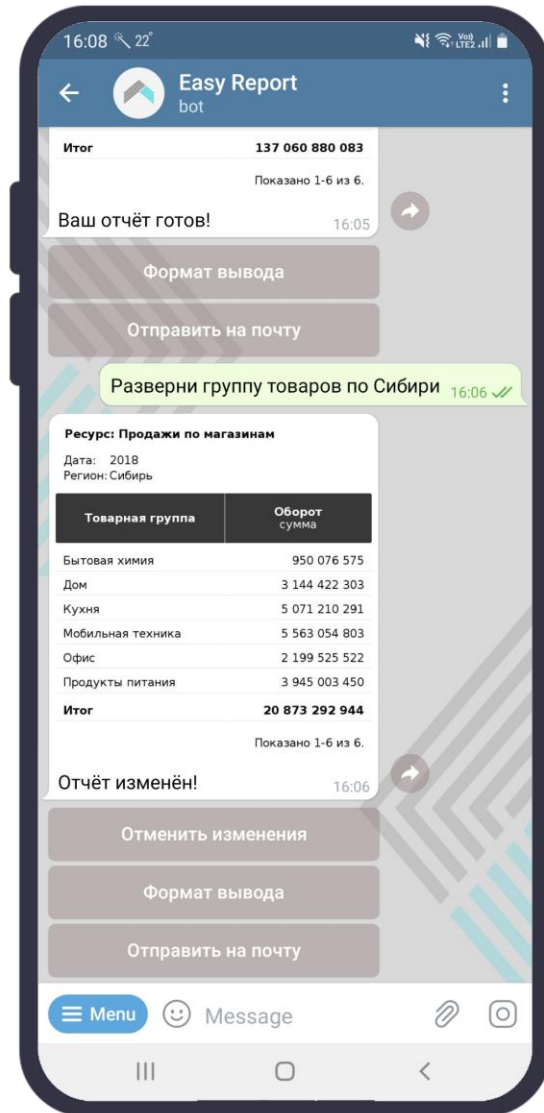 16:08 22°
Vo)) LTE2
Easy Report
bot
Итог 137 060 880 083
Показано 1-6 из 6.
Ваш отчёт готов! 16:05
Формат вывода
Отправить на почту
Разверни группу товаров по Сибири 16:06
Ресурс: Продажи по магазинам
Дата: 2018
Регион: Сибирь
Товарная группа Оборот
сумма
Бытовая химия 950 076 575
Дом 3 144 422 303
Кухня 5 071 210 291
Мобильная техника 5 563 054 803
Офис 2 199 525 522
Продукты питания 3 945 003 450
Итог 20 873 292 944
Показано 1-6 из 6.
Отчёт изменён! 16:06
Отменить изменения
Формат вывода
Отправить на почту
Menu Message